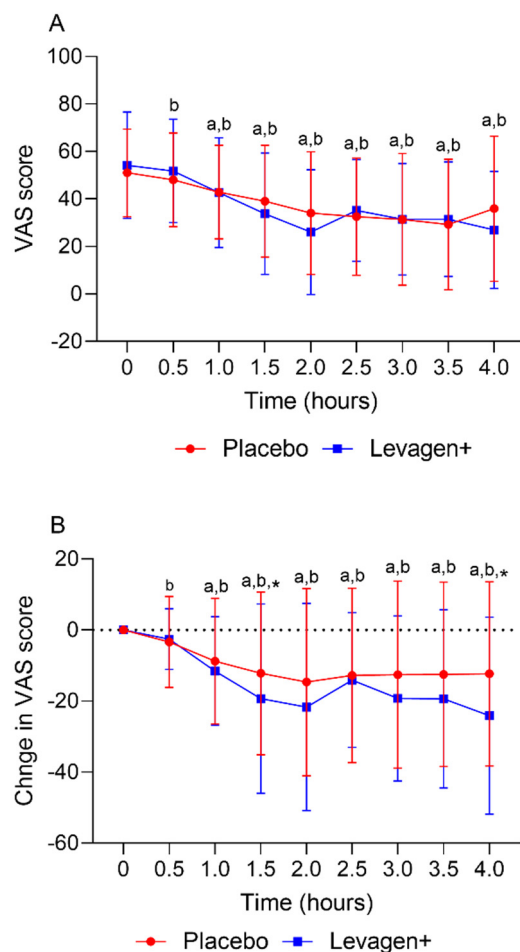 A
100
80
60
40
20
0
-20
VAS score
b a,b a,b a,b a,b a,b a,b a,b
0 0.5 1.0 1.5 2.0 2.5 3.0 3.5 4.0
Time (hours)
Placebo Levagen+
B
20
0
-20
-40
-60
Chnge in VAS score
b a,b a,b,* a,b a,b a,b a,b a,b,*
0 0.5 1.0 1.5 2.0 2.5 3.0 3.5 4.0
Time (hours)
Placebo Levagen+